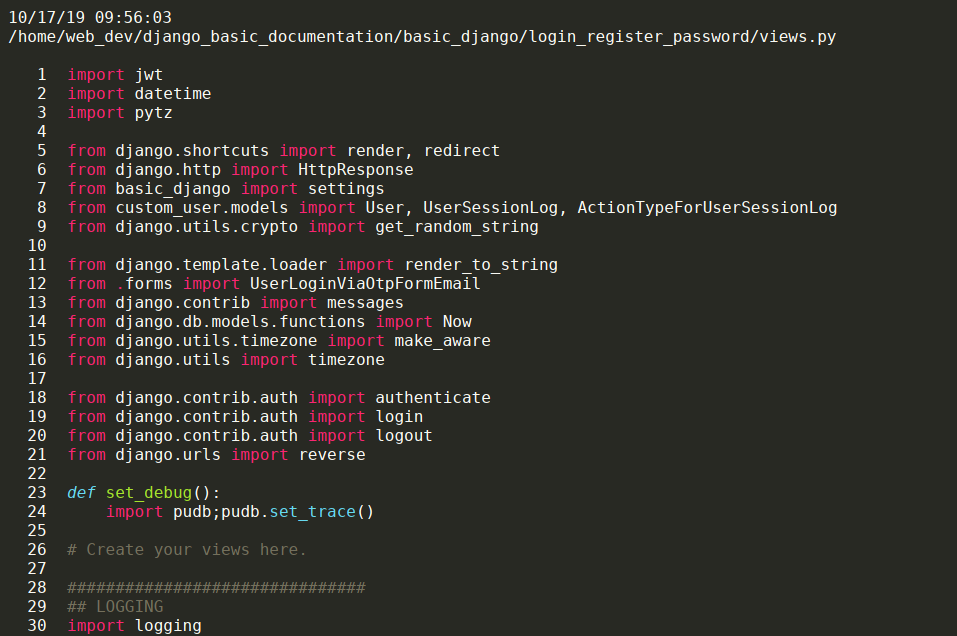 10/17/19 09:56:03
/home/web_dev/django_basic_documentation/basic_django/login_register_password/views.py
1 import jwt
2 import datetime
3 import pytz
4
5 from django.shortcuts import render, redirect
6 from django.http import HttpResponse
7 from basic_django import settings
8 from custom_user.models import User, UserSessionLog, ActionTypeForUserSessionLog
9 from django.utils.crypto import get_random_string
10
11 from django.template.loader import render_to_string
12 from .forms import UserLoginViaOtpFormEmail
13 from django.contrib import messages
14 from django.db.models.functions import Now
15 from django.utils.timezone import make_aware
16 from django.utils import timezone
17
18 from django.contrib.auth import authenticate
19 from django.contrib.auth import login
20 from django.contrib.auth import logout
21 from django.urls import reverse
22
23 def set_debug():
24     import pudb;pudb.set_trace()
25
26 # Create your views here.
27
28 ###############################
29 ## LOGGING
30 import logging